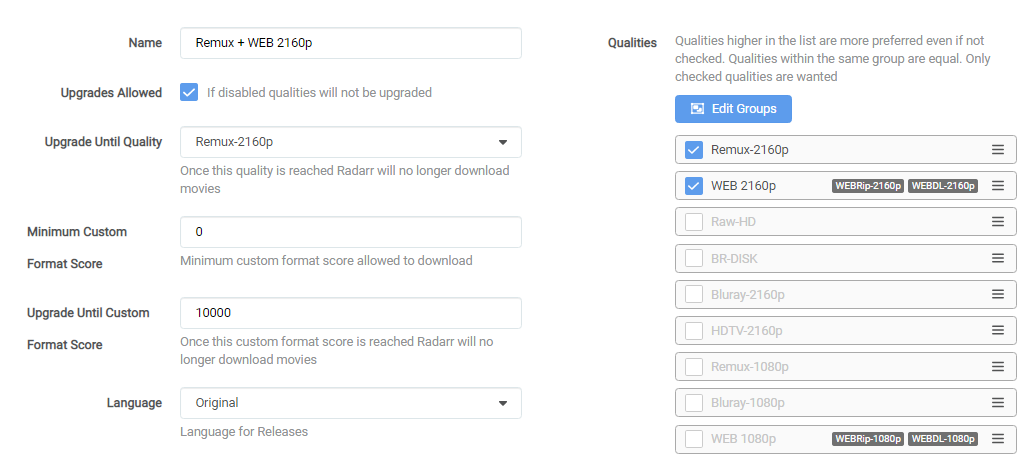 Name
Remux + WEB 2160p
Upgrades Allowed
If disabled qualities will not be upgraded
Upgrade Until Quality
Remux-2160p
Once this quality is reached Radarr will no longer download
movies
Minimum Custom
Format Score
0
Minimum custom format score allowed to download
Upgrade Until Custom
Format Score
10000
Once this custom format score is reached Radarr will no
longer download movies
Language
Original
Language for Releases
Qualities
Qualities higher in the list are more preferred even if not
checked. Qualities within the same group are equal. Only
checked qualities are wanted
Edit Groups
Remux-2160p
WEB 2160p WEBRip-2160p WEBDL-2160p
Raw-HD
BR-DISK
Bluray-2160p
HDTV-2160p
Remux-1080p
Bluray-1080p
WEB 1080p WEBRip-1080p WEBDL-1080p